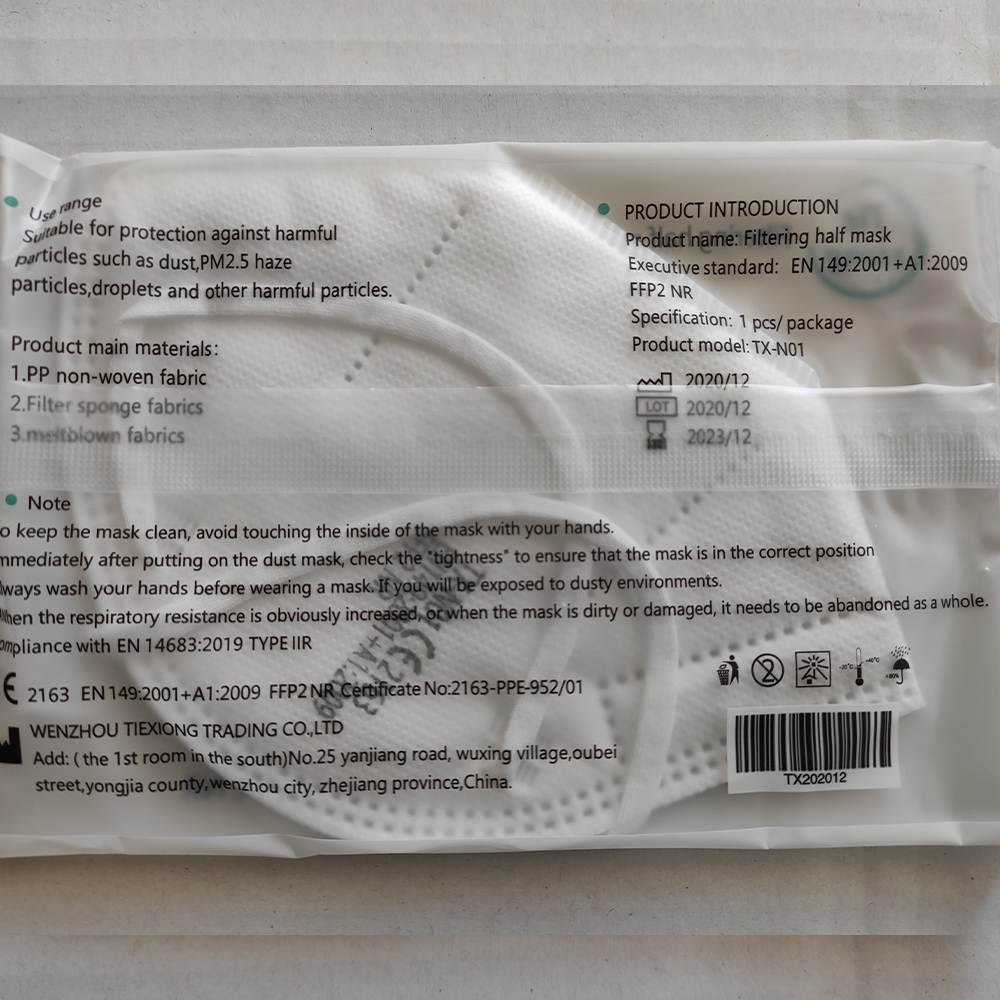 Use range
Suitable for protection against harmful
particles such as dust,PM2.5 haze
particles,droplets and other harmful particles.
Product main materials:
1.PP non-woven fabric
2.Filter sponge fabrics
3.meltblown fabrics
PRODUCT INTRODUCTION
Product name: Filtering half mask
Executive standard: EN 149:2001+A1:2009
FFP2 NR
Specification: 1 pcs/ package
Product model: TX-N01
2020/12
LOT 2020/12
2023/12
Note
o keep the mask clean, avoid touching the inside of the mask with your hands.
mmediately after putting on the dust mask, check the "tightness" to ensure that the mask is in the correct position
lways wash your hands before wearing a mask. If you will be exposed to dusty environments.
When the respiratory resistance is obviously increased, or when the mask is dirty or damaged, it needs to be abandoned as a whole.
ompliance with EN 14683:2019 TYPE IIR
CE 2163 EN 149:2001+A1:2009 FFP2 NR Certificate No:2163-PPE-952/01
WENZHOU TIEXIONG TRADING CO.,LTD
Add: ( the 1st room in the south)No.25 yanjiang road, wuxing village,oubei
street,yongjia county,wenzhou city, zhejiang province,China.
-20°C +40°C <80%
TX202012